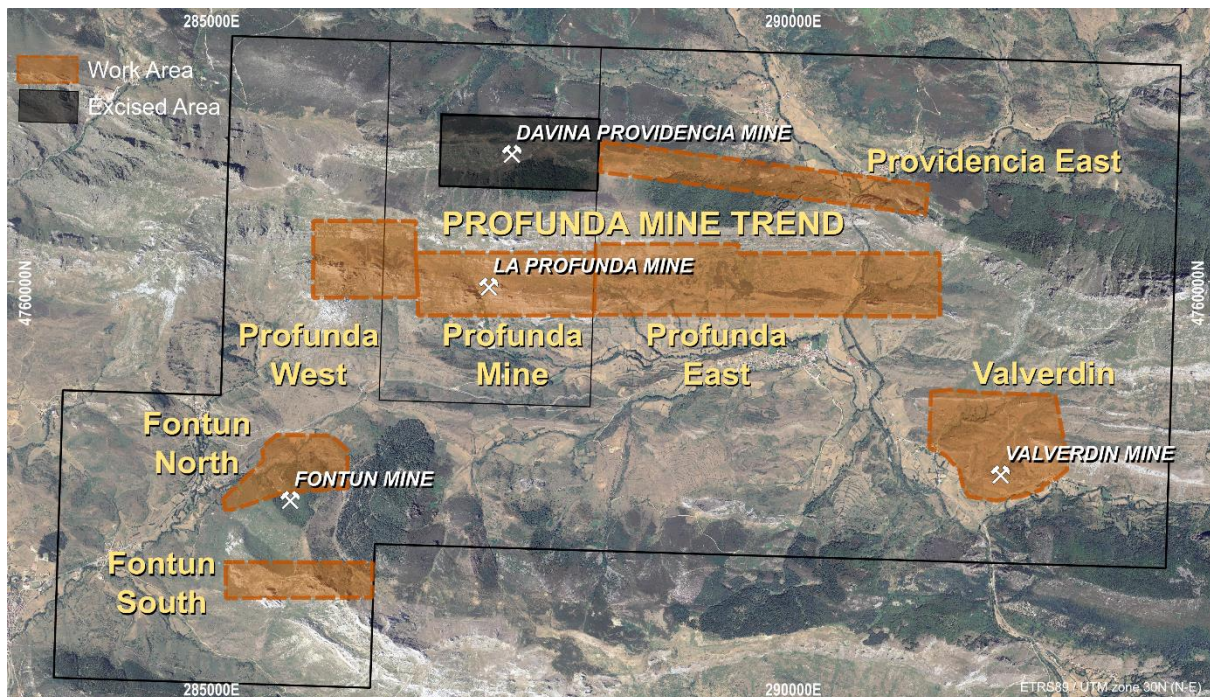 285000E
290000E
Work Area
Excised Area
DAVINA PROVIDENCIA MINE
Providencia East
PROFUNDA MINE TREND
LA PROFUNDA MINE
4760000N
4760000N
Profunda
West
Profunda
Mine
Profunda
East
Valverdin
Fontun
North
FONTUN MINE
VALVERDIN MINE
Fontun
South
285000E
290000E
ETRS89 / UTM zone 30N (N-E)